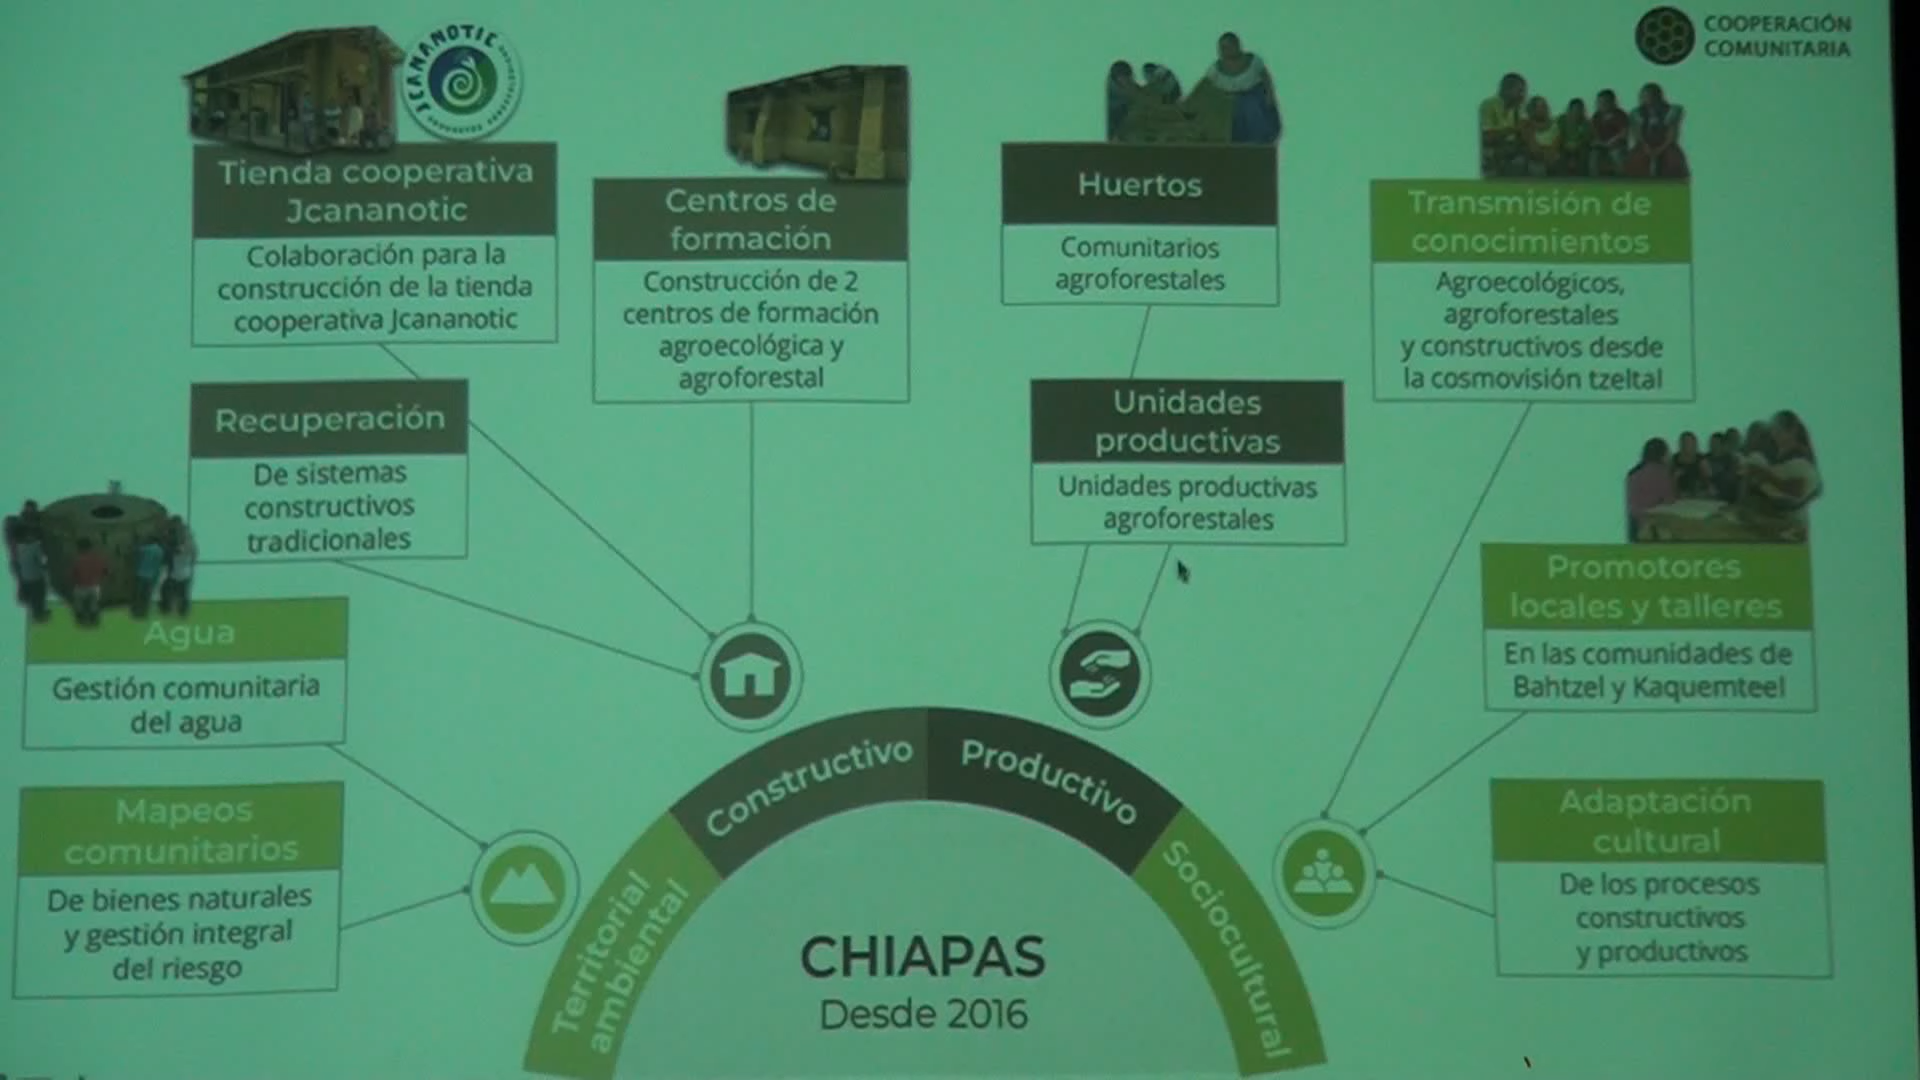 COOPERACIÓN
COMUNITARIA
JCANANOTIC
Tienda cooperativa
Jcananotic
Colaboración para la
construcción de la tienda
cooperativa Jcananotic
Centros de
formación
Construcción de 2
centros de formación
agroecológica y
agroforestal
Huertos
Comunitarios
agroforestales
Transmisión de
conocimientos
Agroecológicos,
agroforestales
y constructivos desde
la cosmovisión tzeltal
Recuperación
De sistemas
constructivos
tradicionales
Unidades
productivas
Unidades productivas
agroforestales
Promotores
locales y talleres
En las comunidades de
Bahtzel y Kaquemteel
Agua
Gestión comunitaria
del agua
Mapeos
comunitarios
De bienes naturales
y gestión integral
del riesgo
Adaptación
cultural
De los procesos
constructivos
y productivos
Territorial
ambiental
Constructivo
Productivo
Sociocultural
CHIAPAS
Desde 2016